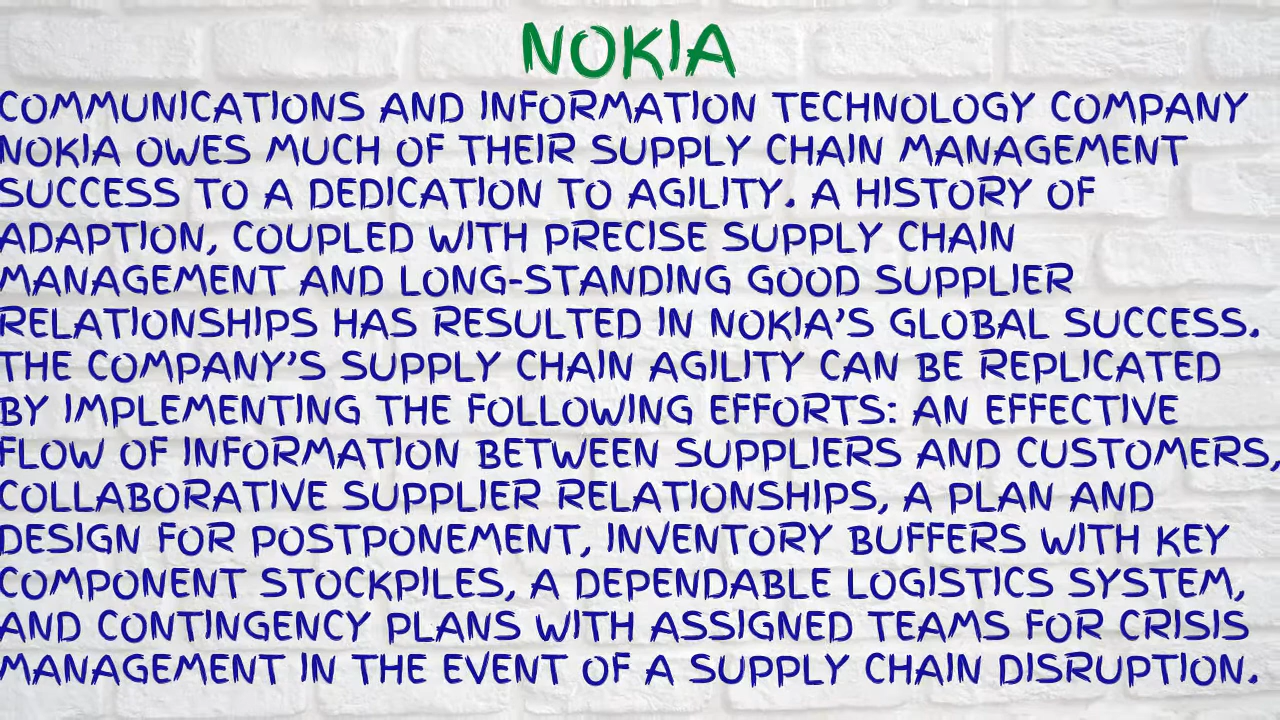 NOKIA
COMMUNICATIONS AND INFORMATION TECHNOLOGY COMPANY
NOKIA OWES MUCH OF THEIR SUPPLY CHAIN MANAGEMENT
SUCCESS TO A DEDICATION TO AGILITY. A HISTORY OF
ADAPTION, COUPLED WITH PRECISE SUPPLY CHAIN
MANAGEMENT AND LONG-STANDING GOOD SUPPLIER
RELATIONSHIPS HAS RESULTED IN NOKIA'S GLOBAL SUCCESS.
THE COMPANY'S SUPPLY CHAIN AGILITY CAN BE REPLICATED
BY IMPLEMENTING THE FOLLOWING EFFORTS: AN EFFECTIVE
FLOW OF INFORMATION BETWEEN SUPPLIERS AND CUSTOMERS,
COLLABORATIVE SUPPLIER RELATIONSHIPS, A PLAN AND
DESIGN FOR POSTPONEMENT, INVENTORY BUFFERS WITH KEY
COMPONENT STOCKPILES, A DEPENDABLE LOGISTICS SYSTEM,
AND CONTINGENCY PLANS WITH ASSIGNED TEAMS FOR CRISIS
MANAGEMENT IN THE EVENT OF A SUPPLY CHAIN DISRUPTION.